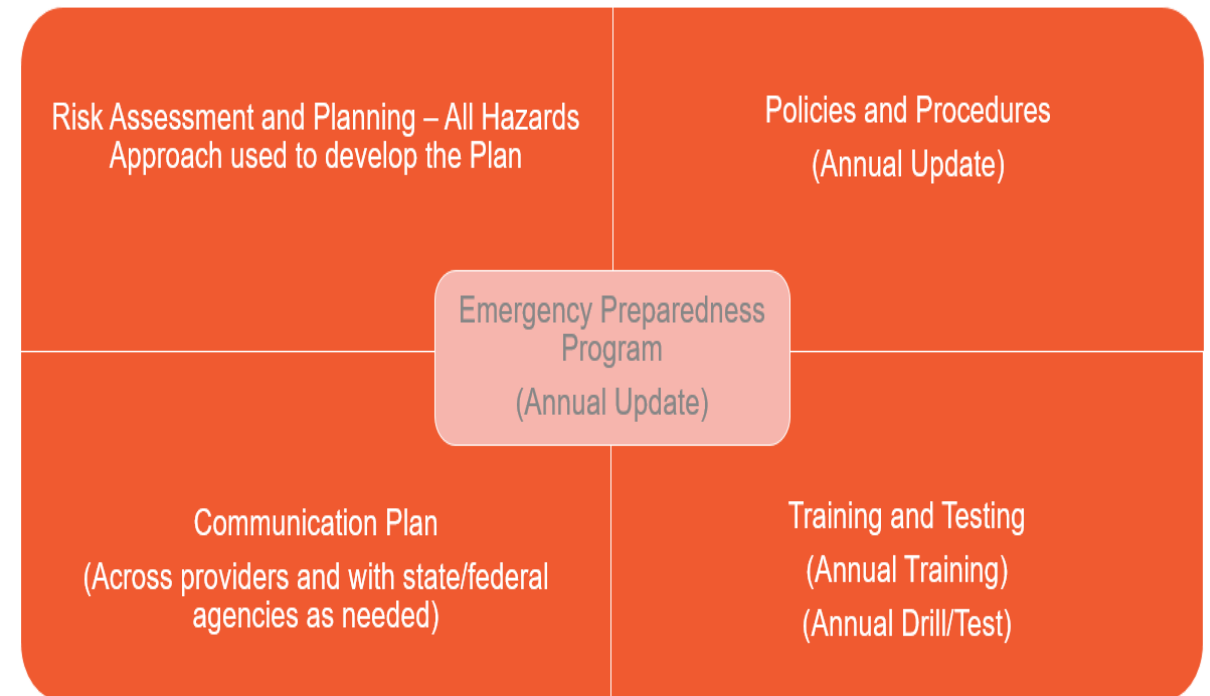 Risk Assessment and Planning – All Hazards
Approach used to develop the Plan
Policies and Procedures
(Annual Update)
Emergency Preparedness
Program
(Annual Update)
Communication Plan
(Across providers and with state/federal
agencies as needed)
Training and Testing
(Annual Training)
(Annual Drill/Test)